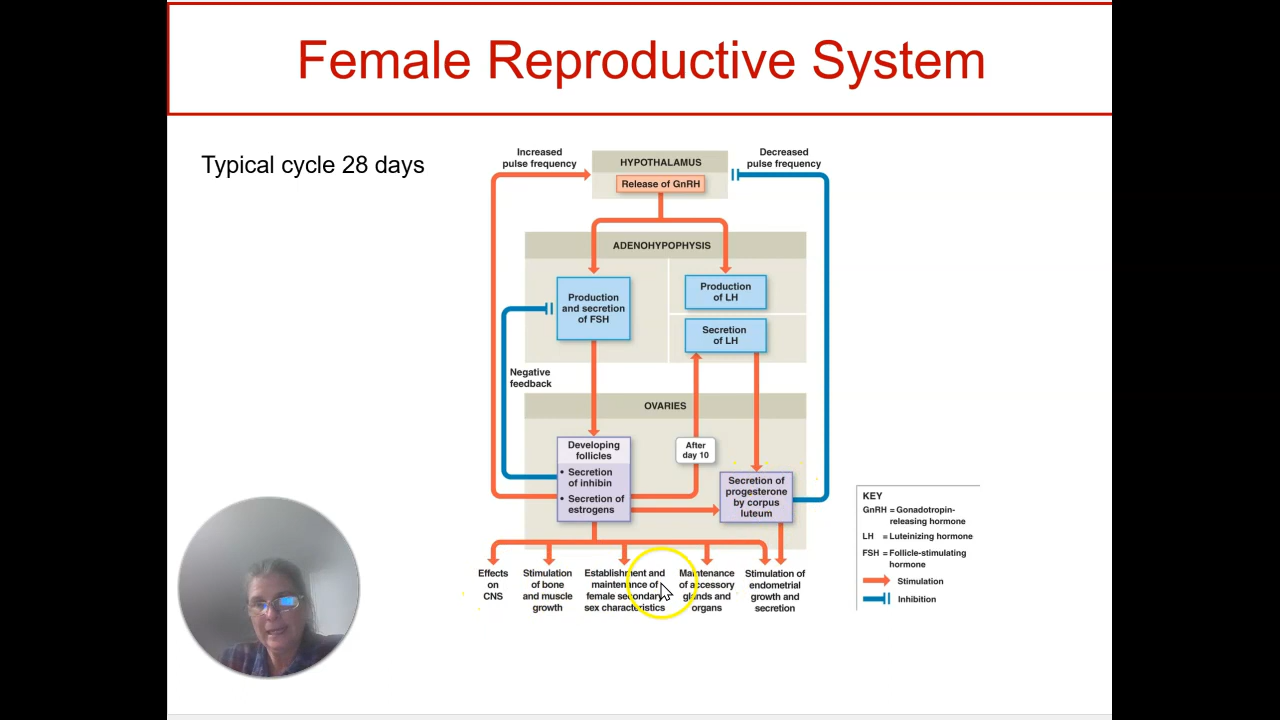 Female Reproductive System
Typical cycle 28 days
Increased
pulse frequency
HYPOTHALAMUS
Release of GnRH
Decreased
pulse frequency
ADENOHYPOPHYSIS
Production
and secretion
of FSH
Production
of LH
Secretion
of LH
Negative
feedback
OVARIES
Developing
follicles
• Secretion
of inhibin
• Secretion of
estrogens
After
day 10
Secretion of
progesterone
by corpus
luteum
Effects
on
CNS
Stimulation
of bone
and muscle
growth
Establishment and
maintenance of
female secondary
sex characteristics
Maintenance
of accessory
glands and
organs
Stimulation of
endometrial
growth and
secretion
KEY
GnRH = Gonadotropin-
releasing hormone
LH = Luteinizing hormone
FSH = Follicle-stimulating
hormone
Stimulation
Inhibition